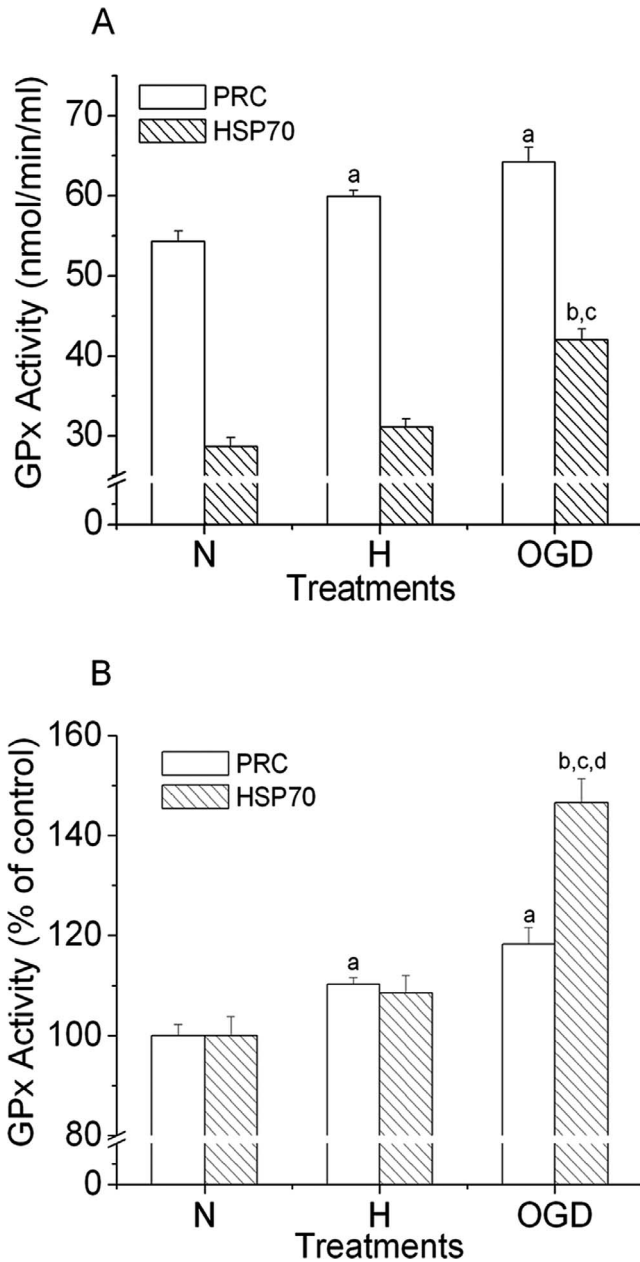 A
GPx Activity (nmol/min/ml)
PRC
HSP70
70
60
50
40
30
0
a
a
b,c
N H OGD
Treatments
B
GPx Activity (% of control)
PRC
HSP70
160
140
120
100
80
0
a
a
b,c,d
N H OGD
Treatments